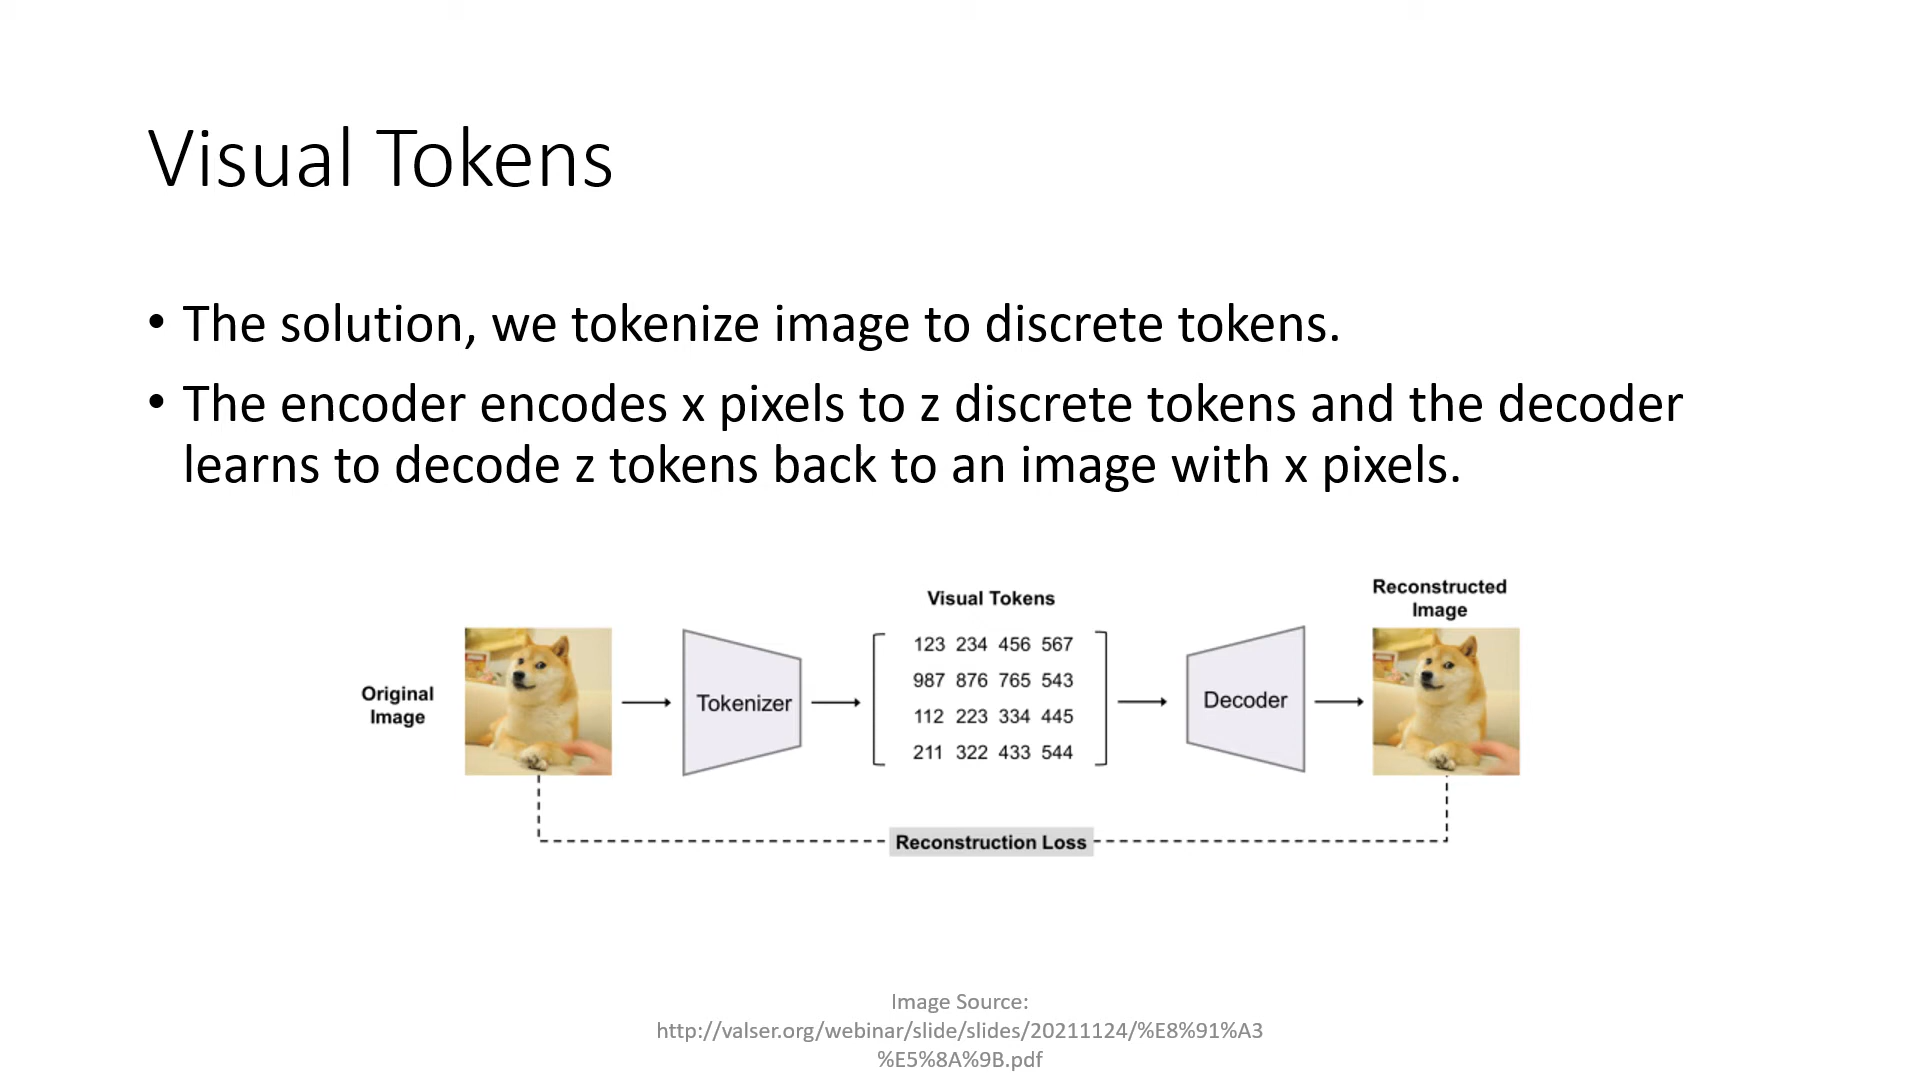 Visual Tokens
• The solution, we tokenize image to discrete tokens.
• The encoder encodes x pixels to z discrete tokens and the decoder
learns to decode z tokens back to an image with x pixels.
Original
Image
Tokenizer
Visual Tokens
123 234 456 567
987 876 765 543
112 223 334 445
211 322 433 544
Decoder
Reconstructed
Image
Reconstruction Loss
Image Source:
http://valser.org/webinar/slide/slides/20211124/%E8%91%A3
%E5%8A%9B.pdf